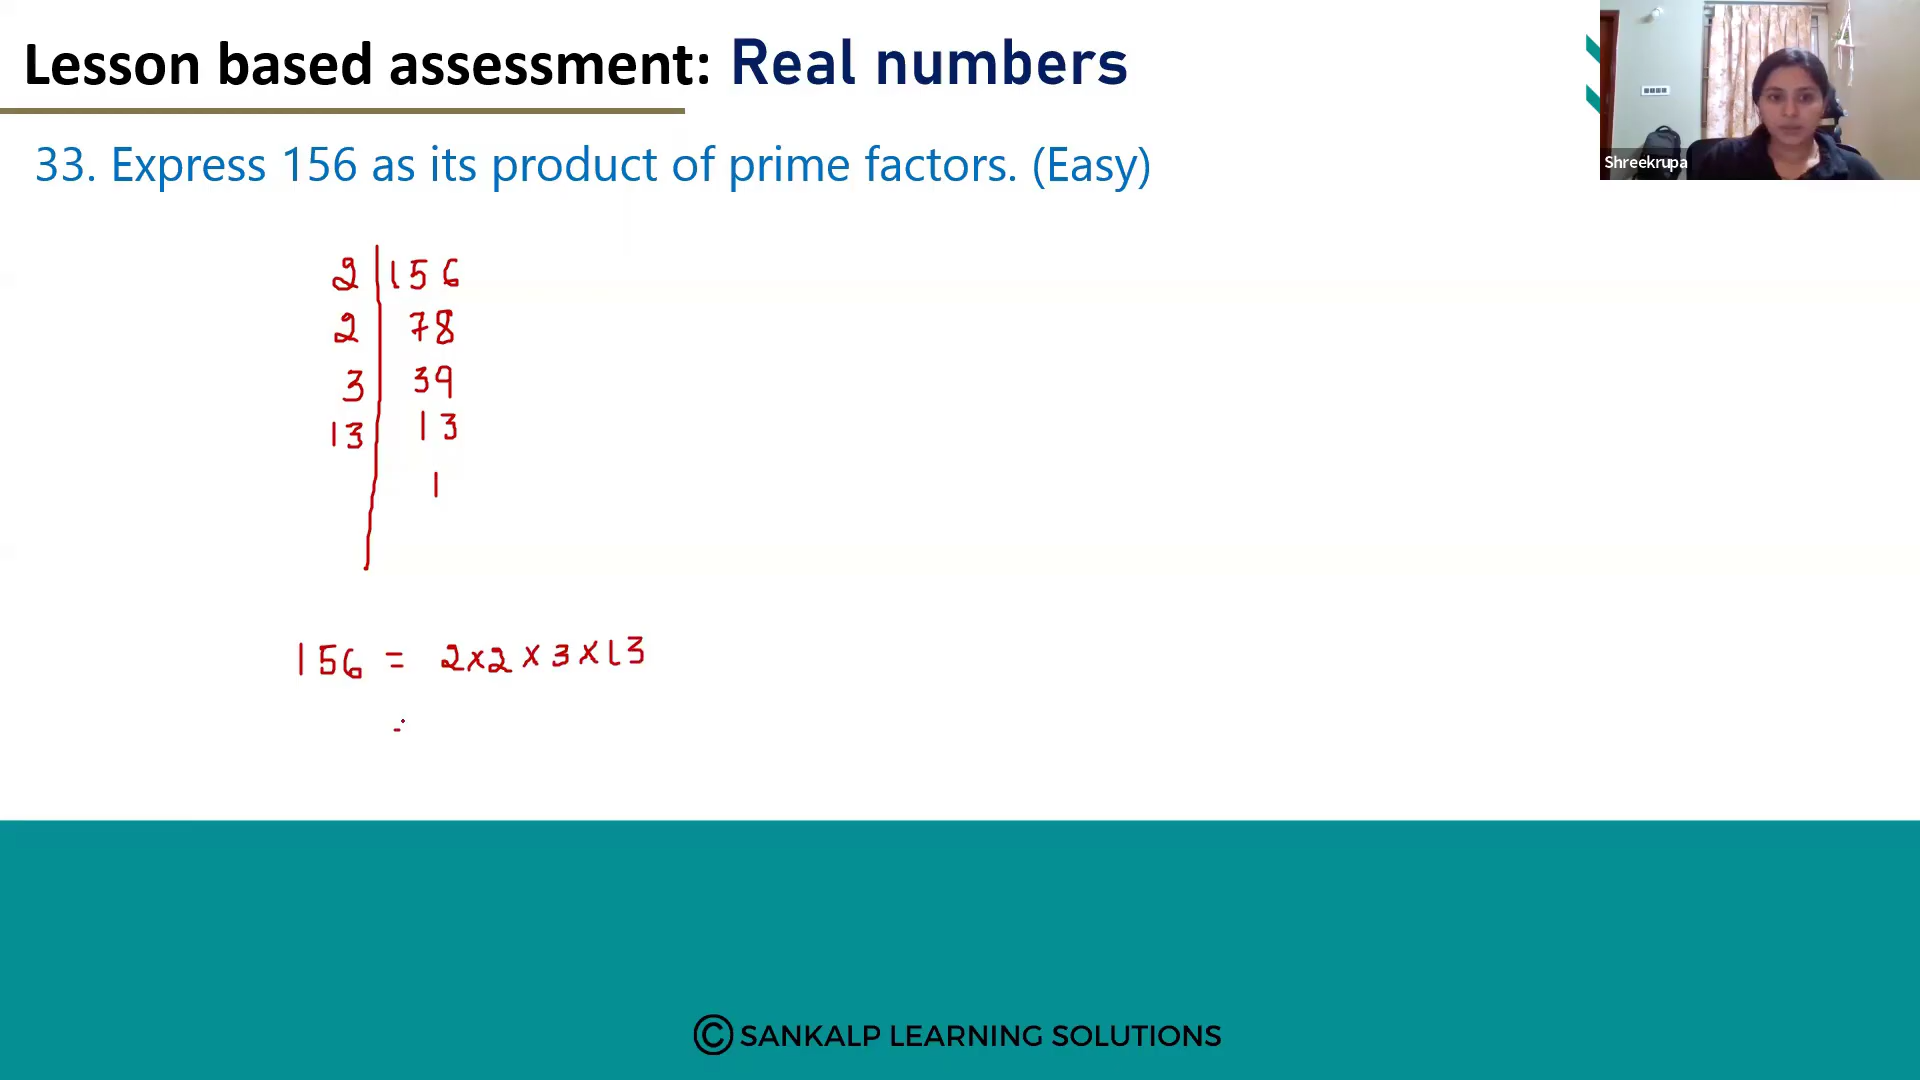 Lesson based assessment: Real numbers
Shreekrupa
33. Express 156 as its product of prime factors. (Easy)
2 | 156
2 | 78
3 | 39
13 | 13
1
156 = 2×2×3×13
=
© SANKALP LEARNING SOLUTIONS